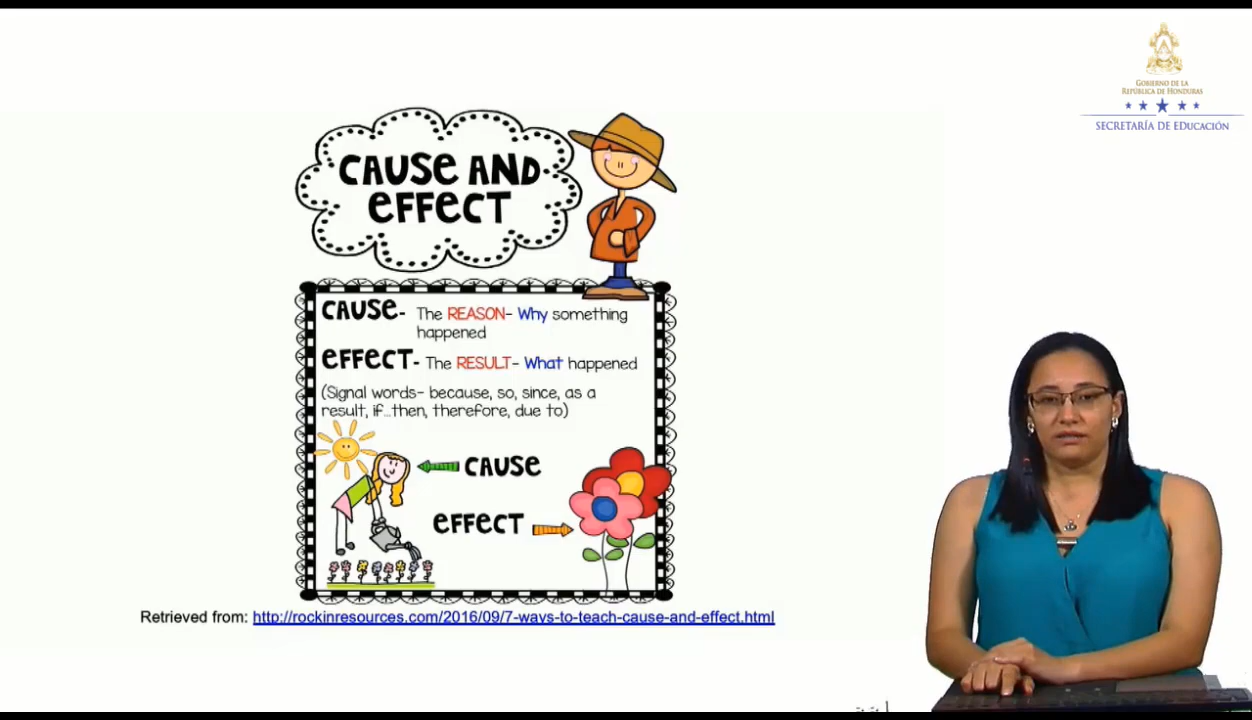 GOBIERNO DE LA
REPÚBLICA DE HONDURAS
SECRETARÍA DE EDUCACIÓN
CAUSE AND
EFFECT
CAUSE- The REASON- Why something
happened
EFFECT- The RESULT- What happened
(Signal words- because, so, since, as a
result, if...then, therefore, due to)
CAUSE
EFFECT
Retrieved from: http://rockinresources.com/2016/09/7-ways-to-teach-cause-and-effect.html